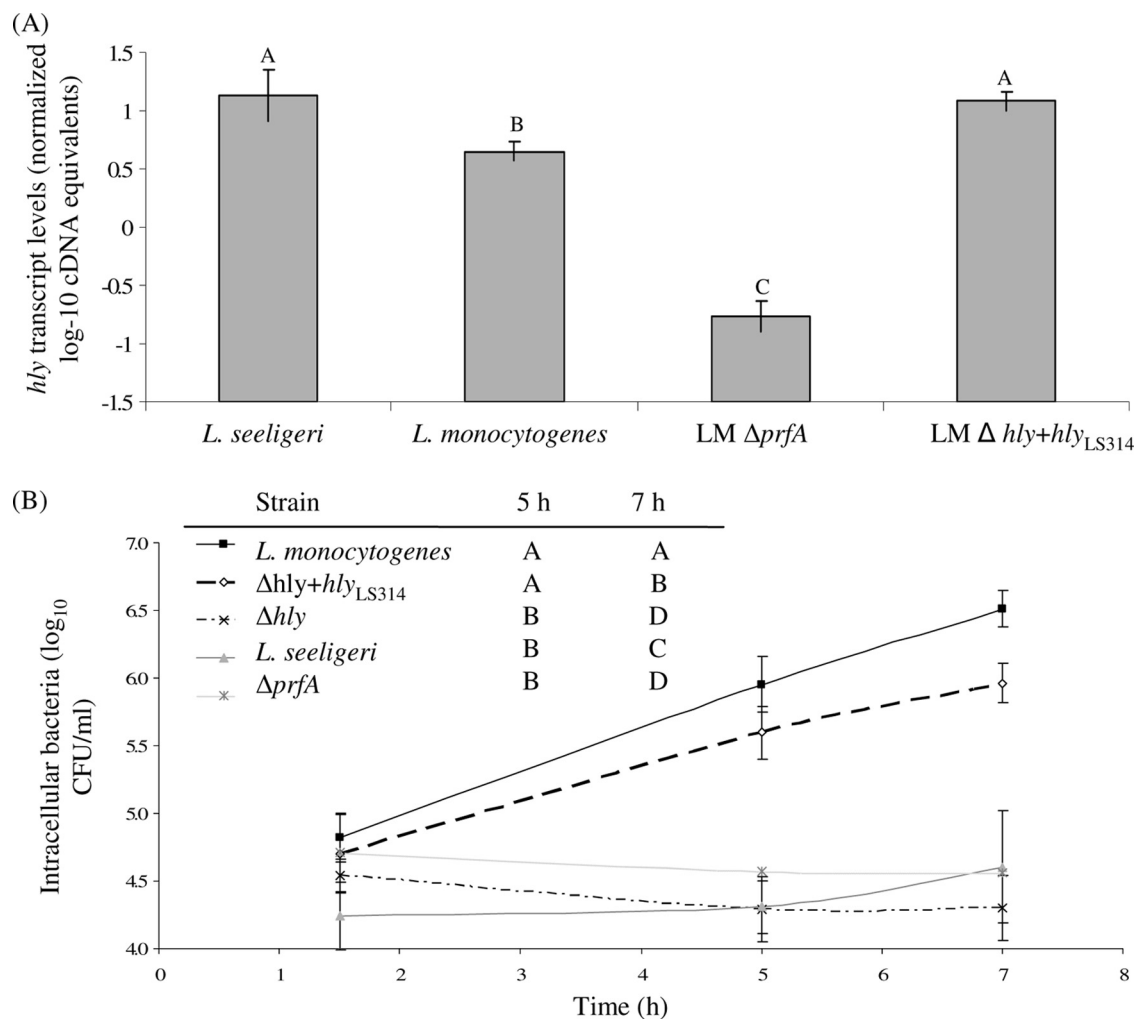 (A)
hly transcript levels (normalized
log-10 cDNA equivalents)
1.5
1
0.5
0
-0.5
-1
-1.5
A
B
C
A
L. seeligeri
L. monocytogenes
LM ΔprfA
LM Δ hly+hlyLS314
(B)
Strain 5 h 7 h
L. monocytogenes A A
Δhly+hlyLS314 A B
Δhly B D
L. seeligeri B C
ΔprfA B D
Intracellular bacteria (log10
CFU/ml)
7.0
6.5
6.0
5.5
5.0
4.5
4.0
0 1 2 3 4 5 6 7 8
Time (h)